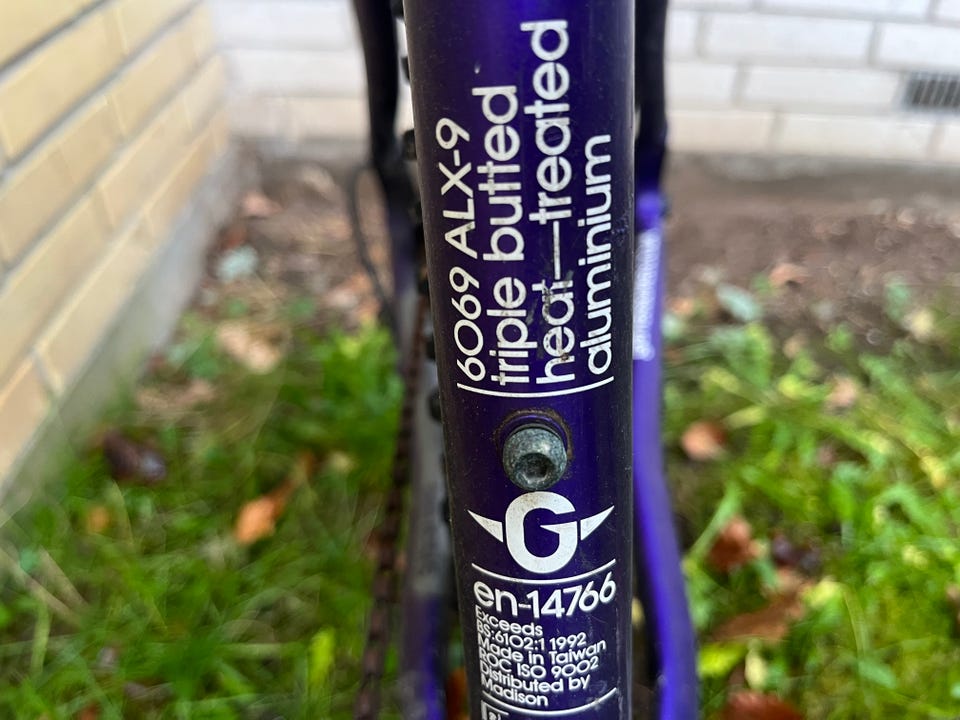 6069 ALX-9
triple butted
heat-treated
aluminium
G
en-14766
Exceeds
BS:6102:1 1992
Made in Taiwan
ROC ISO 9002
Distributed by
Madison